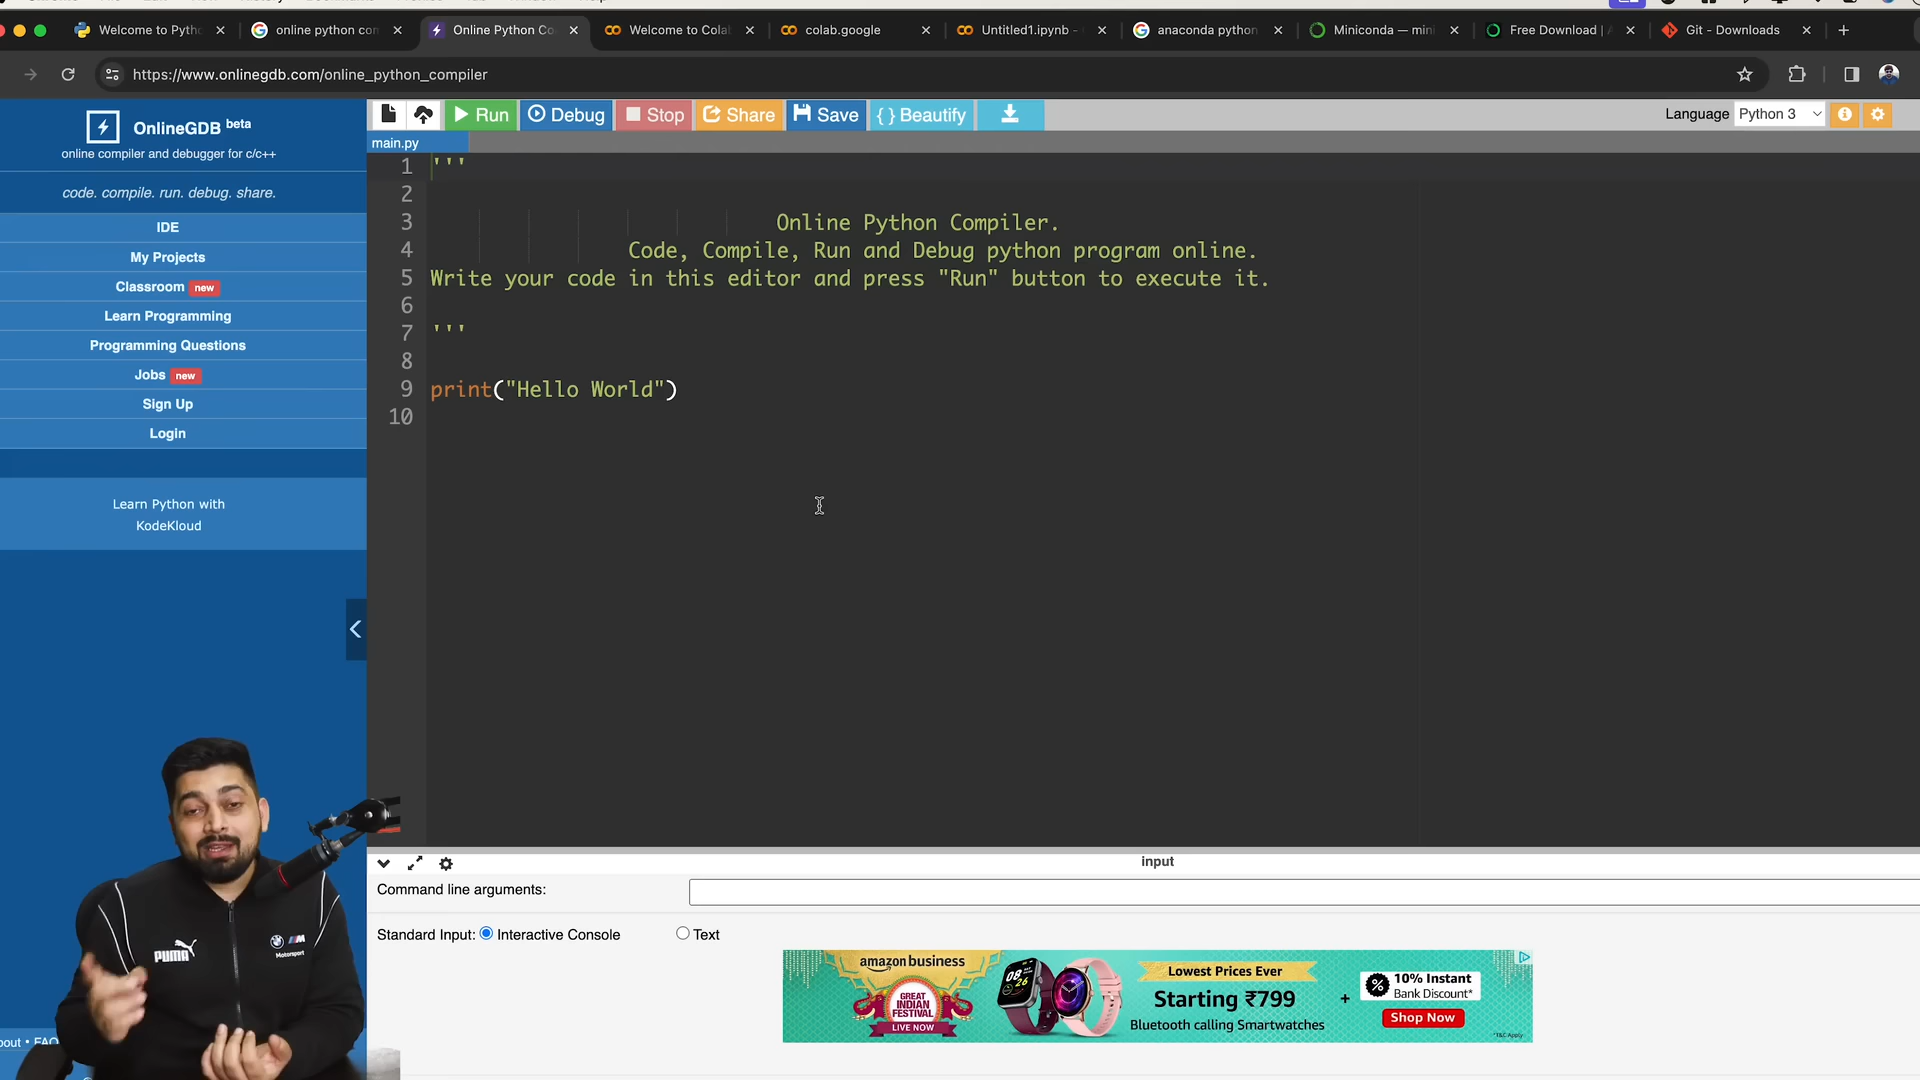 Welcome to Pytho
online python con
Online Python Co
Welcome to Colab
colab.google
Untitled1.ipynb -
anaconda python
Miniconda — mini
Free Download | A
Git - Downloads
https://www.onlinegdb.com/online_python_compiler
OnlineGDB beta
online compiler and debugger for c/c++
code. compile. run. debug. share.
IDE
My Projects
Classroom new
Learn Programming
Programming Questions
Jobs new
Sign Up
Login
Learn Python with
KodeKloud
bout • FAQ
Run
Debug
Stop
Share
Save
{ } Beautify
Language Python 3
main.py
1 '''
2
3 Online Python Compiler.
4 Code, Compile, Run and Debug python program online.
5 Write your code in this editor and press "Run" button to execute it.
6
7 '''
8
9 print("Hello World")
10
input
Command line arguments:
Standard Input: Interactive Console Text
PUMA
M
Motorsport
amazon business
GREAT
INDIAN
FESTIVAL
LIVE NOW
08
26
Lowest Prices Ever
Starting ₹799
Bluetooth calling Smartwatches
+
% 10% Instant
Bank Discount*
Shop Now
*T&C Apply